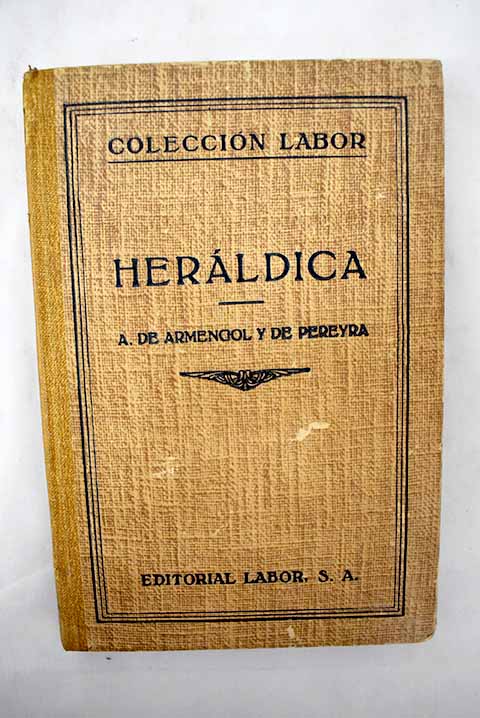 COLECCIÓN LABOR
HERÁLDICA
A. DE ARMENGOL Y DE PEREYRA
EDITORIAL LABOR, S. A.